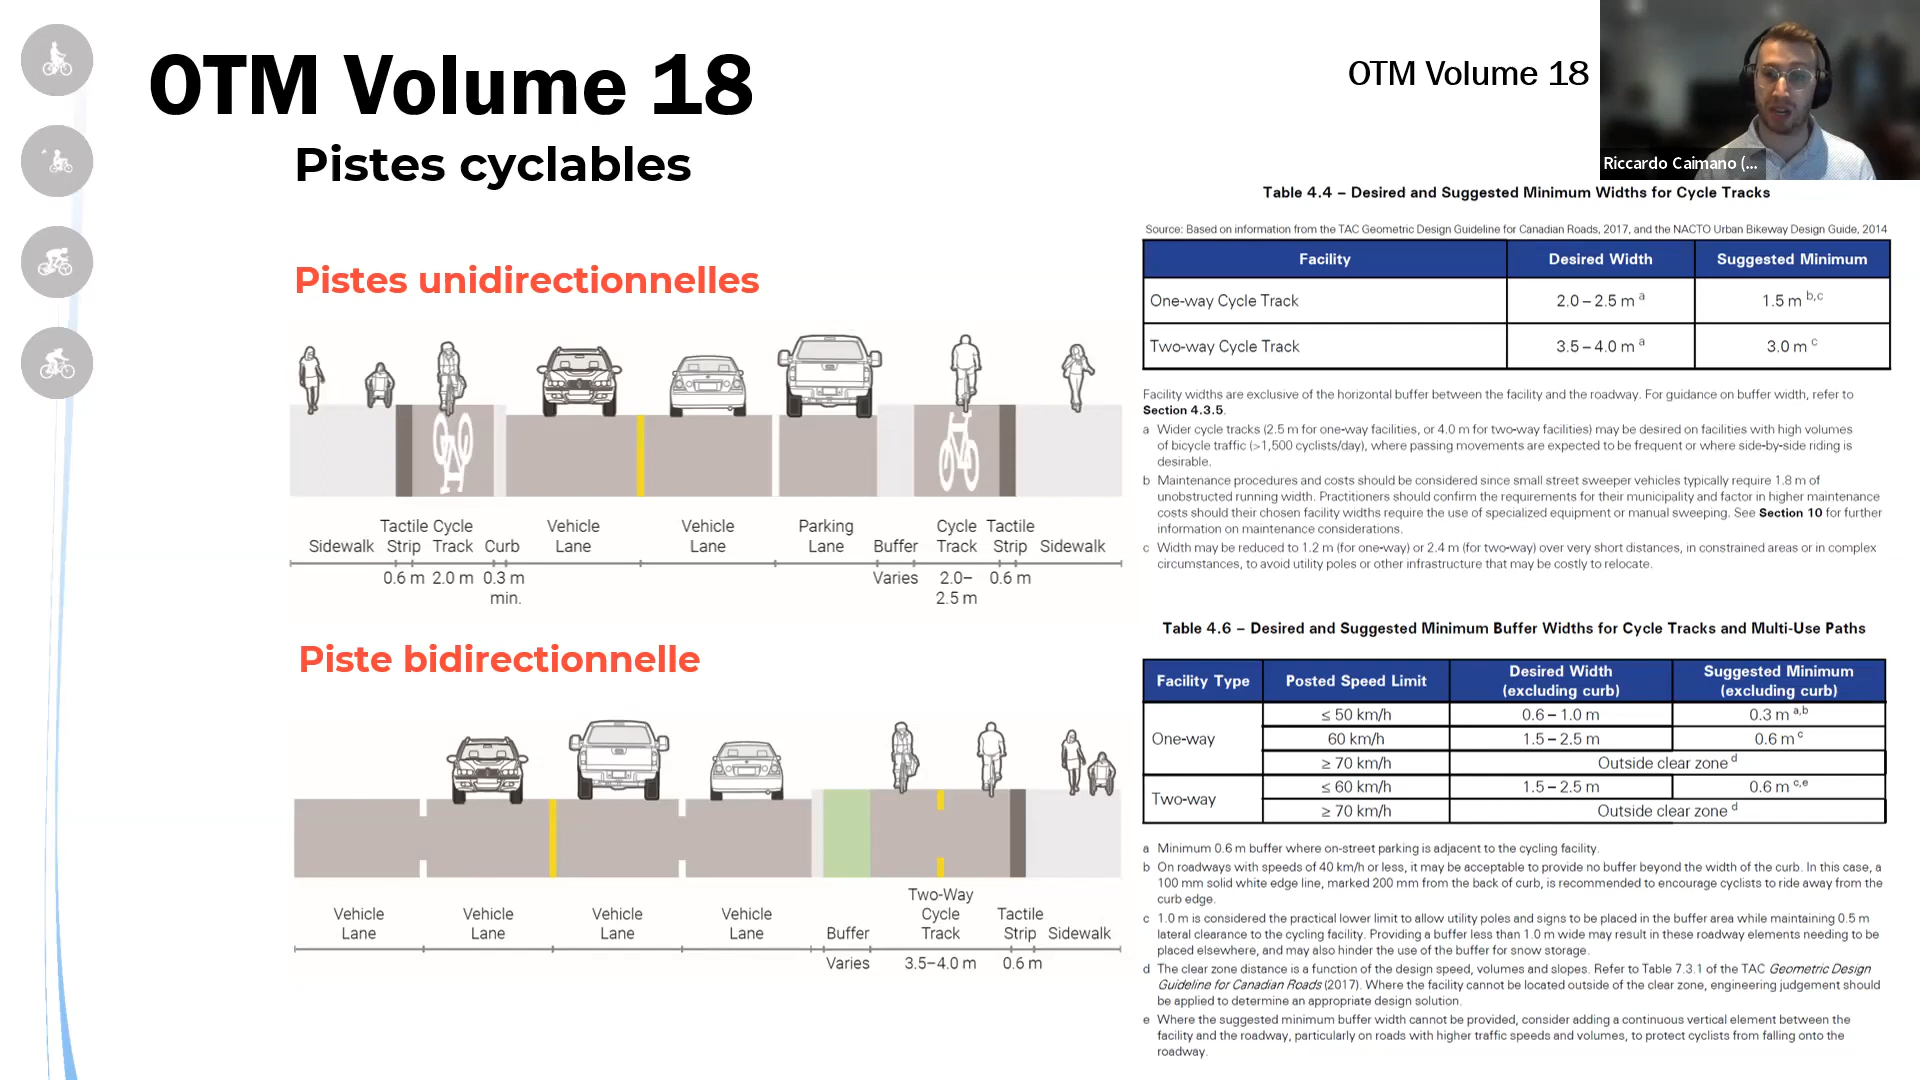 OTM Volume 18
Pistes cyclables
OTM Volume 18
Riccardo Caimano (...
Pistes unidirectionnelles
Tactile Cycle Vehicle Vehicle Parking Cycle Tactile
Sidewalk Strip Track Curb Lane Lane Lane Buffer Track Strip Sidewalk
0.6 m 2.0 m 0.3 m Varies 2.0– 0.6 m
min. 2.5 m
Piste bidirectionnelle
Two-Way
Vehicle Vehicle Vehicle Vehicle Cycle Tactile
Lane Lane Lane Lane Buffer Track Strip Sidewalk
Varies 3.5–4.0 m 0.6 m
Table 4.4 – Desired and Suggested Minimum Widths for Cycle Tracks
Source: Based on information from the TAC Geometric Design Guideline for Canadian Roads, 2017, and the NACTO Urban Bikeway Design Guide, 2014
Facility Desired Width Suggested Minimum
One-way Cycle Track 2.0 – 2.5 m a 1.5 m b,c
Two-way Cycle Track 3.5 – 4.0 m a 3.0 m c
Facility widths are exclusive of the horizontal buffer between the facility and the roadway. For guidance on buffer width, refer to
Section 4.3.5.
a Wider cycle tracks (2.5 m for one-way facilities, or 4.0 m for two-way facilities) may be desired on facilities with high volumes
of bicycle traffic (>1,500 cyclists/day), where passing movements are expected to be frequent or where side-by-side riding is
desirable.
b Maintenance procedures and costs should be considered since small street sweeper vehicles typically require 1.8 m of
unobstructed running width. Practitioners should confirm the requirements for their municipality and factor in higher maintenance
costs should their chosen facility widths require the use of specialized equipment or manual sweeping. See Section 10 for further
information on maintenance considerations.
c Width may be reduced to 1.2 m (for one-way) or 2.4 m (for two-way) over very short distances, in constrained areas or in complex
circumstances, to avoid utility poles or other infrastructure that may be costly to relocate.
Table 4.6 – Desired and Suggested Minimum Buffer Widths for Cycle Tracks and Multi-Use Paths
Facility Type Posted Speed Limit Desired Width (excluding curb) Suggested Minimum (excluding curb)
One-way ≤ 50 km/h 0.6 – 1.0 m 0.3 m a,b
60 km/h 1.5 – 2.5 m 0.6 m c
≥ 70 km/h Outside clear zone d
Two-way ≤ 60 km/h 1.5 – 2.5 m 0.6 m c,e
≥ 70 km/h Outside clear zone d
a Minimum 0.6 m buffer where on-street parking is adjacent to the cycling facility.
b On roadways with speeds of 40 km/h or less, it may be acceptable to provide no buffer beyond the width of the curb. In this case, a
100 mm solid white edge line, marked 200 mm from the back of curb, is recommended to encourage cyclists to ride away from the
curb edge.
c 1.0 m is considered the practical lower limit to allow utility poles and signs to be placed in the buffer area while maintaining 0.5 m
lateral clearance to the cycling facility. Providing a buffer less than 1.0 m wide may result in these roadway elements needing to be
placed elsewhere, and may also hinder the use of the buffer for snow storage.
d The clear zone distance is a function of the design speed, volumes and slopes. Refer to Table 7.3.1 of the TAC Geometric Design
Guideline for Canadian Roads (2017). Where the facility cannot be located outside of the clear zone, engineering judgement should
be applied to determine an appropriate design solution.
e Where the suggested minimum buffer width cannot be provided, consider adding a continuous vertical element between the
facility and the roadway, particularly on roads with higher traffic speeds and volumes, to protect cyclists from falling onto the
roadway.